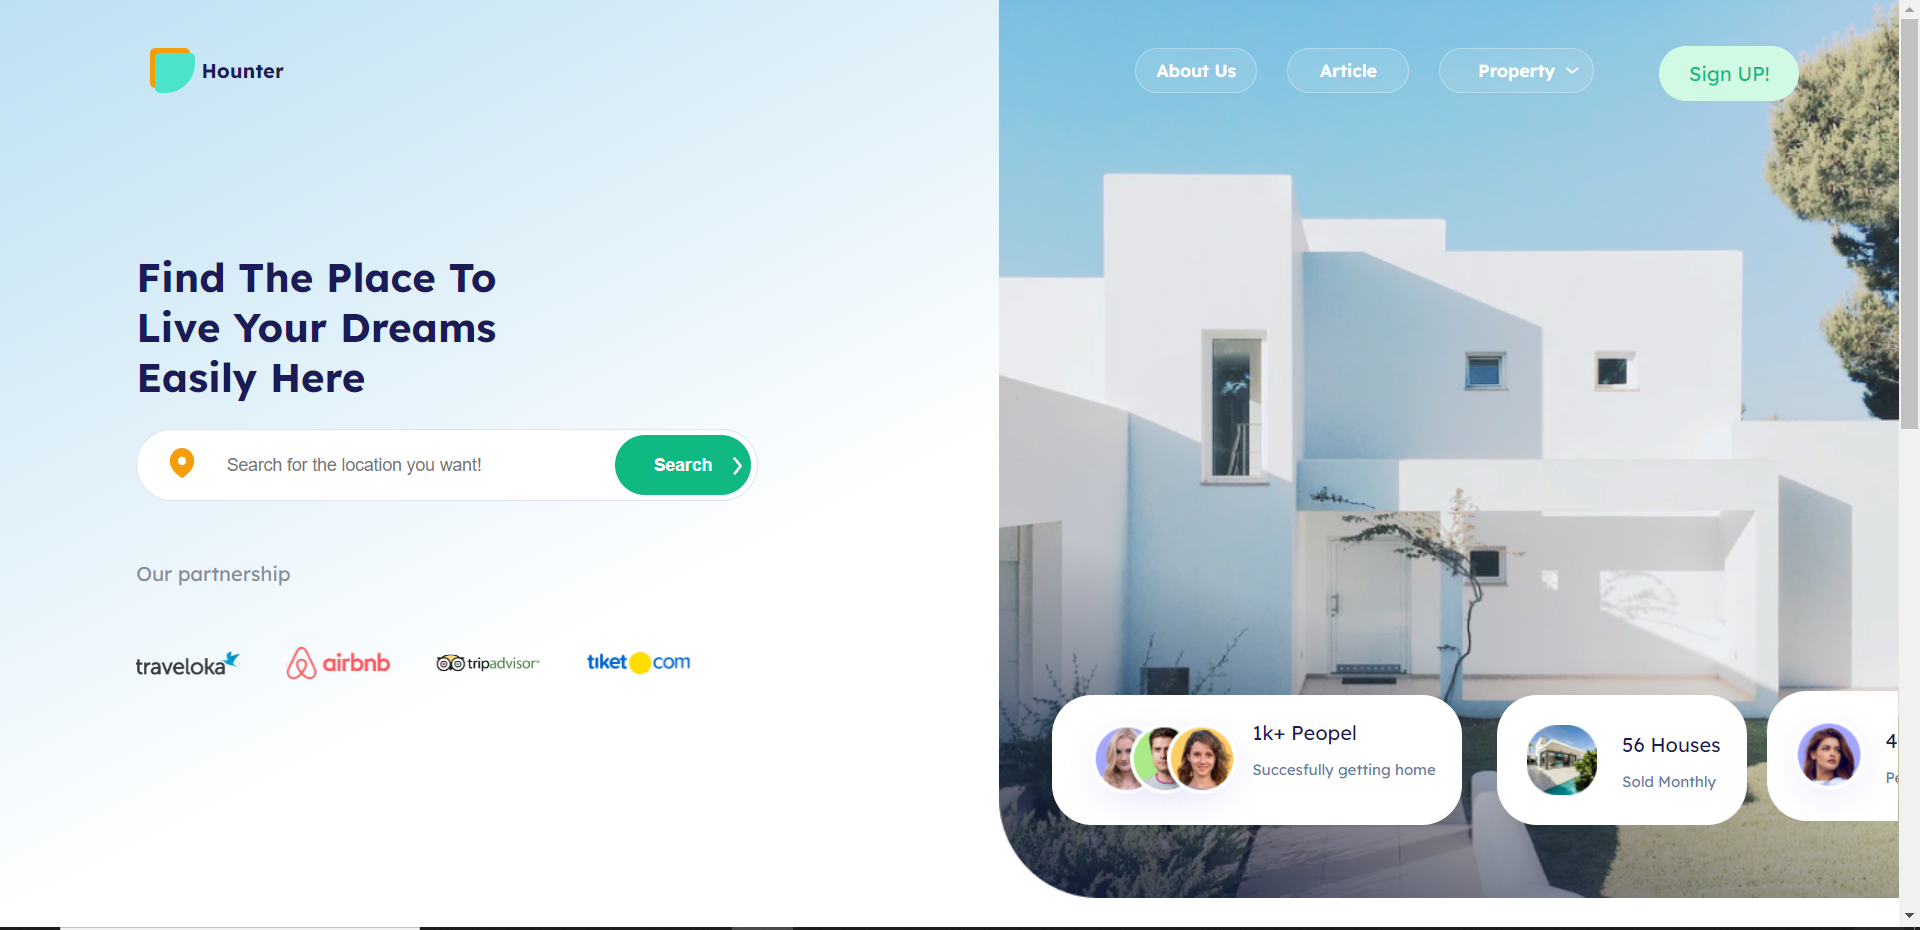 Hounter
About Us
Article
Property
Sign UP!
Find The Place To
Live Your Dreams
Easily Here
Search for the location you want!
Search
Our partnership
traveloka
airbnb
tripadvisor
tiket.com
1k+ Peopel
Succesfully getting home
56 Houses
Sold Monthly
4